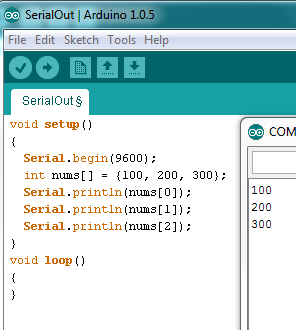 SerialOut | Arduino 1.0.5
File Edit Sketch Tools Help
SerialOut §
void setup()
{
  Serial.begin(9600);
  int nums[] = {100, 200, 300};
  Serial.println(nums[0]);
  Serial.println(nums[1]);
  Serial.println(nums[2]);
}
void loop()
{
}
COM
100
200
300